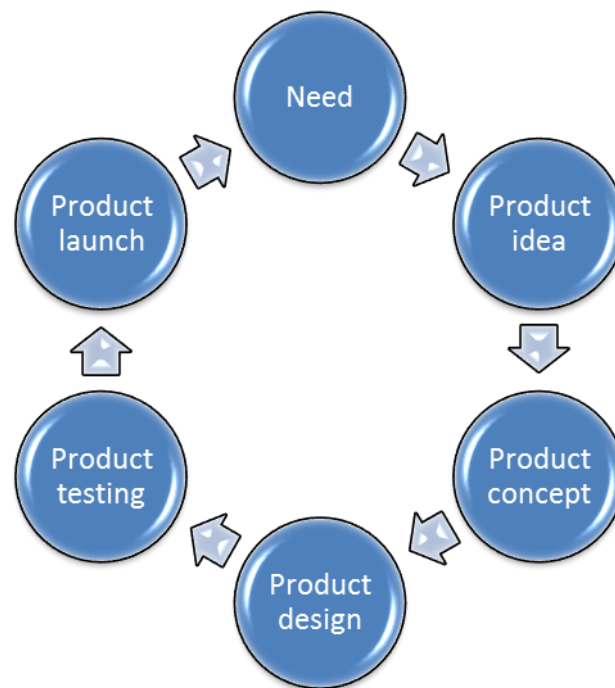 Need
Product
idea
Product
concept
Product
design
Product
testing
Product
launch